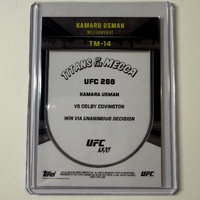 KAMARU USMAN
WELTERWEIGHT
TM-14
TITANS OF THE MECCA
UFC 268
KAMARA USMAN
VS COLBY COVINGTON
WIN VIA UNANIMOUS DECISION
UFC
Topps
UFC